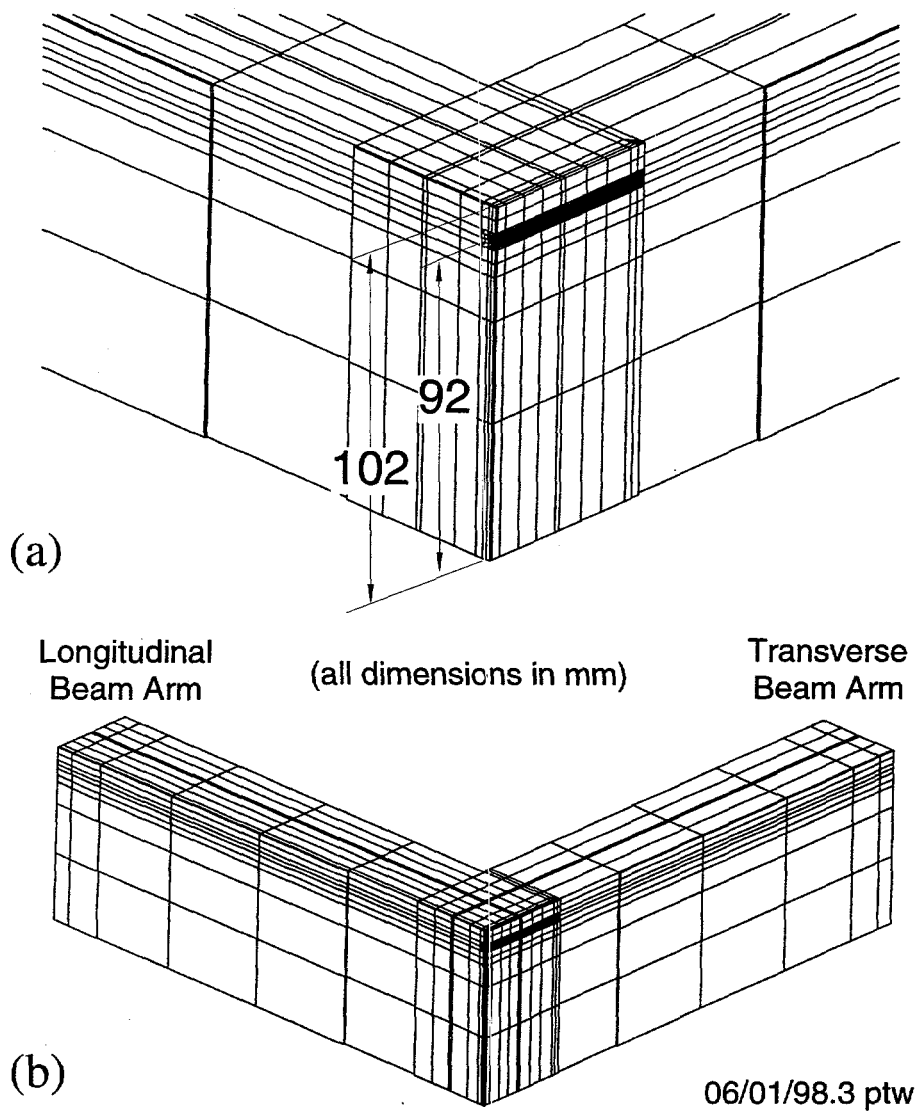 92
102
(a)
Longitudinal
Beam Arm
(all dimensions in mm)
Transverse
Beam Arm
(b)
06/01/98.3 ptw